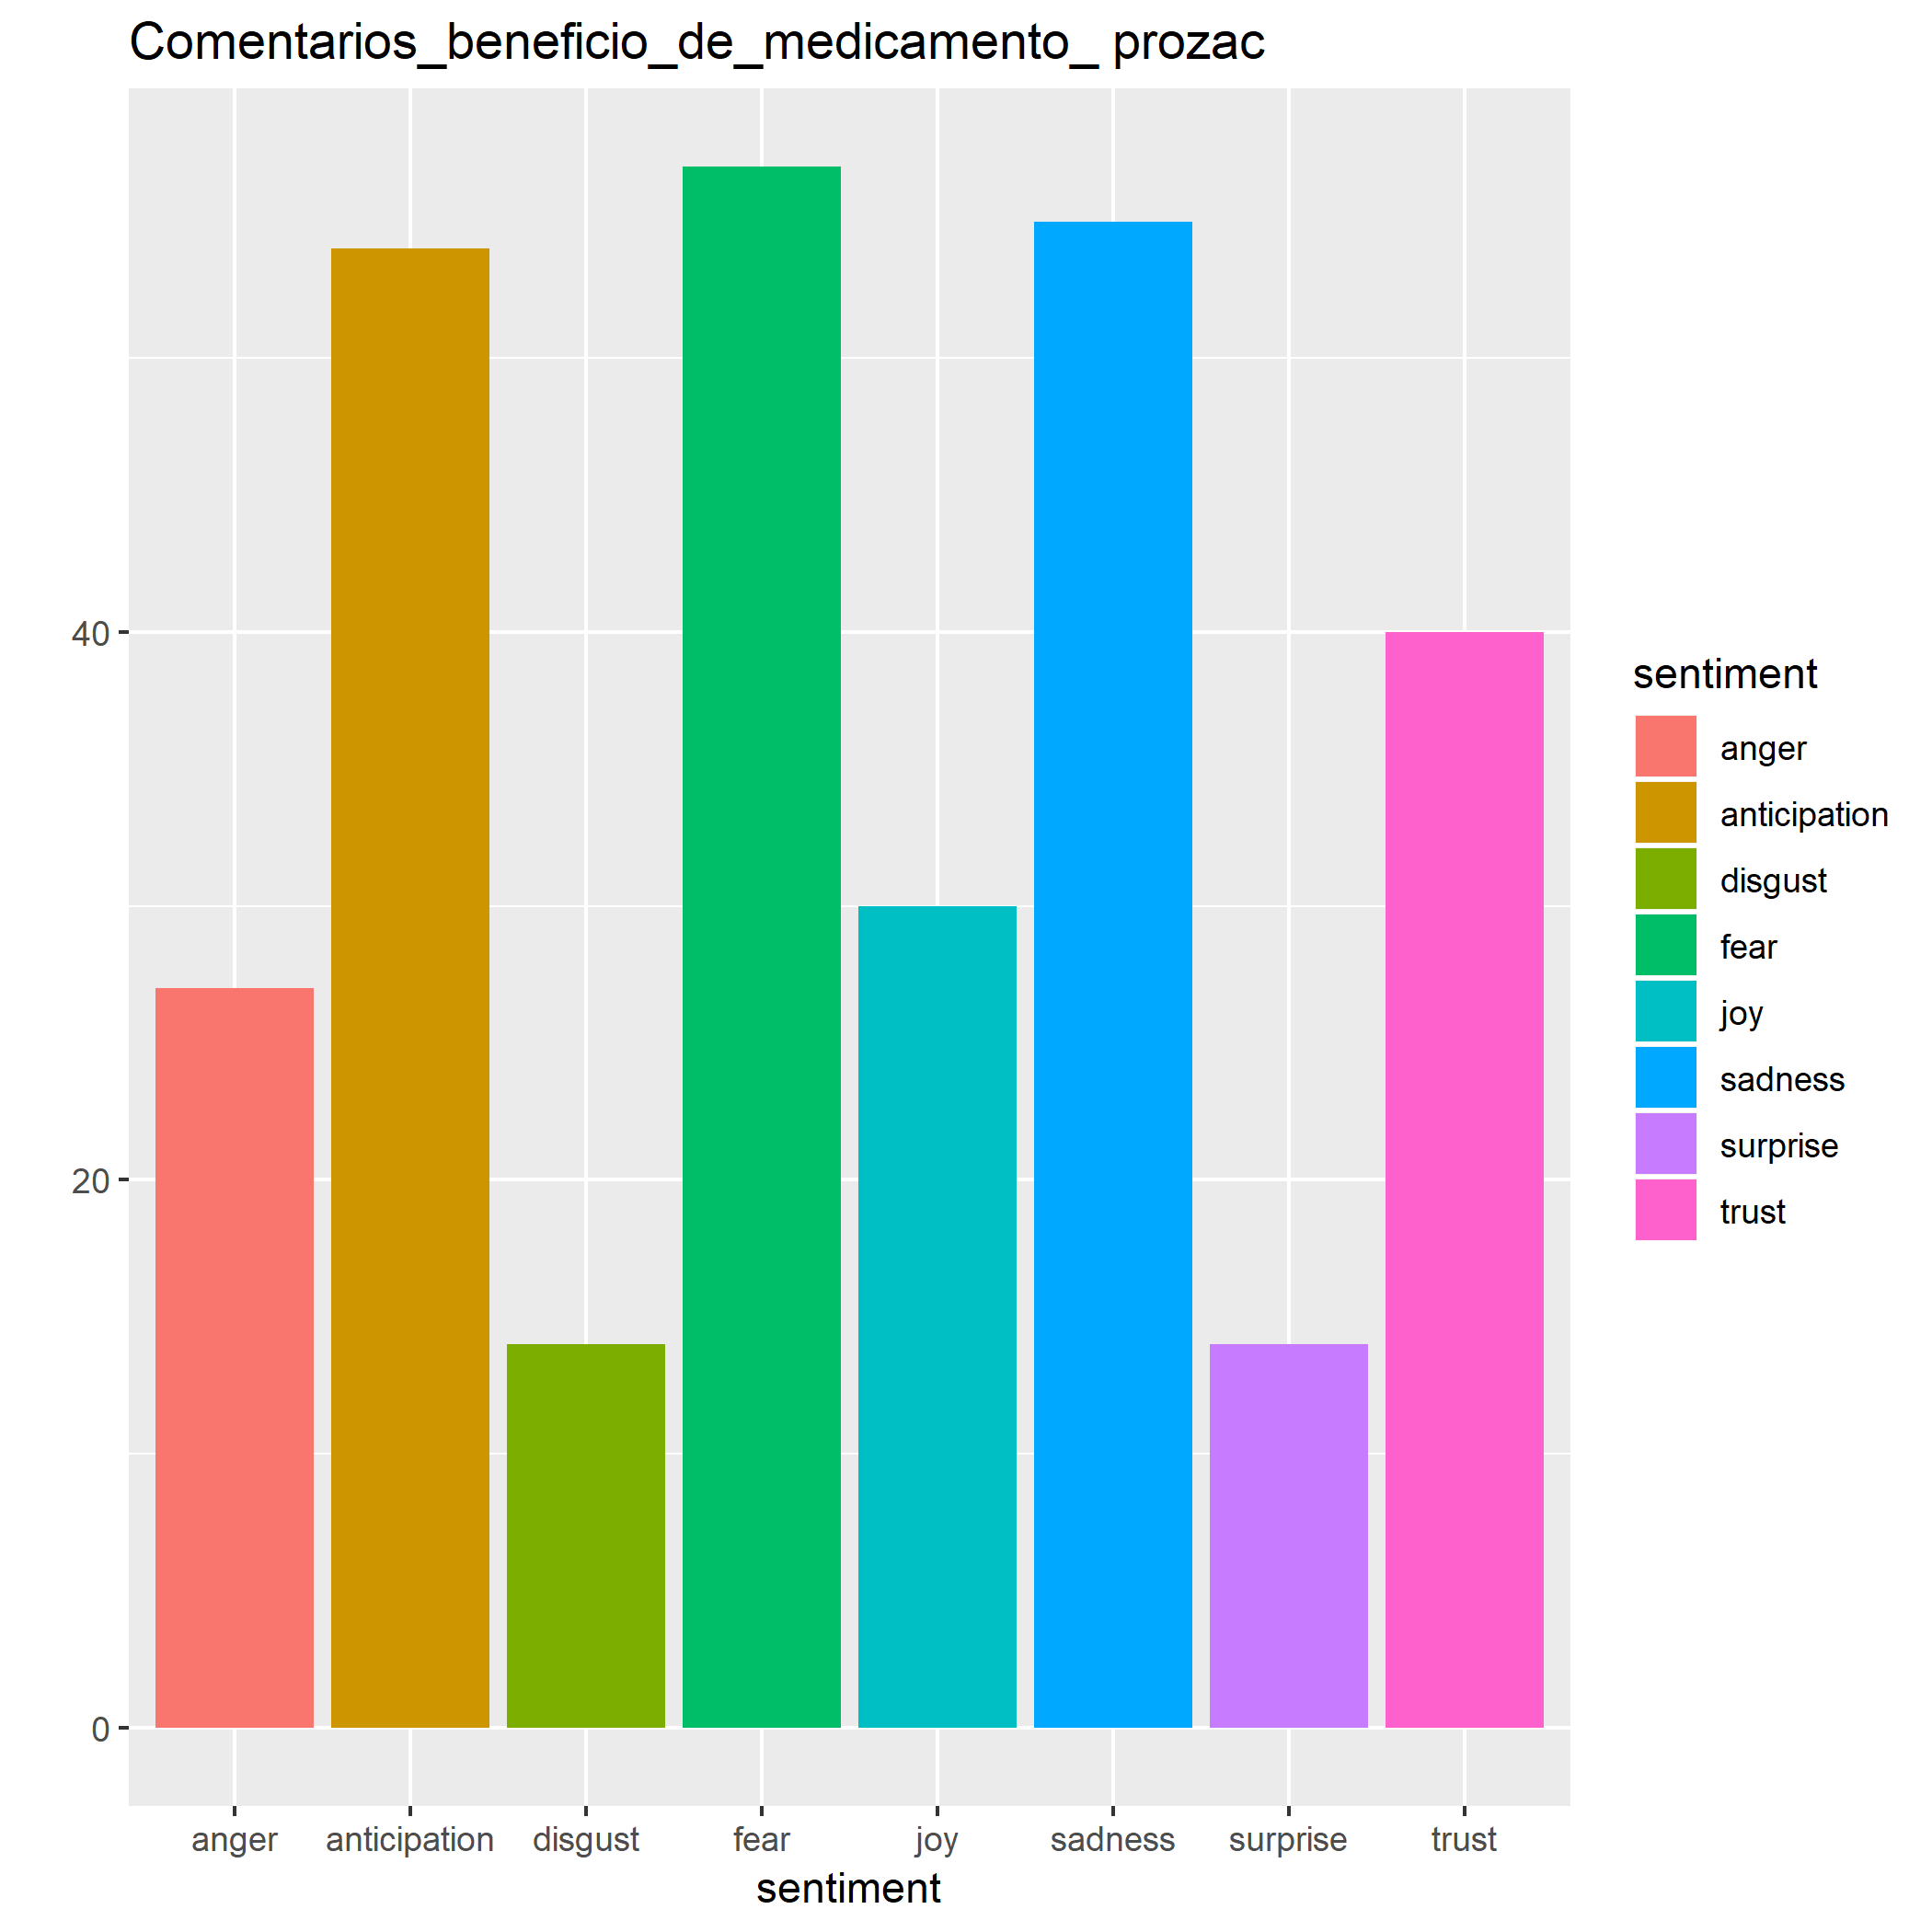 Comentarios_beneficio_de_medicamento_ prozac
40
20
0
anger anticipation disgust fear joy sadness surprise trust
sentiment
sentiment
anger
anticipation
disgust
fear
joy
sadness
surprise
trust